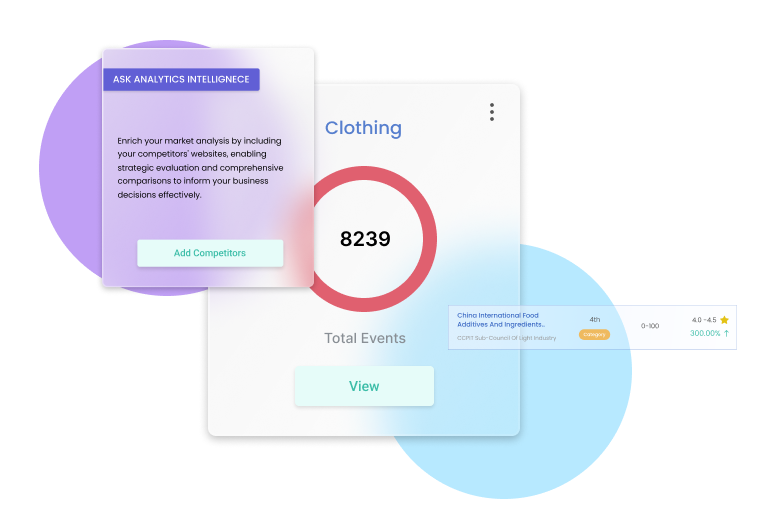 ASK ANALYTICS INTELLIGNECE
Enrich your market analysis by including
your competitors' websites, enabling
strategic evaluation and comprehensive
comparisons to inform your business
decisions effectively.
Add Competitors
Clothing
8239
Total Events
View
China International Food
Additives And Ingredients..
CCPIT Sub-Council Of Light Industry
4th
Category
0-100
4.0 -4.5
300.00% ↑